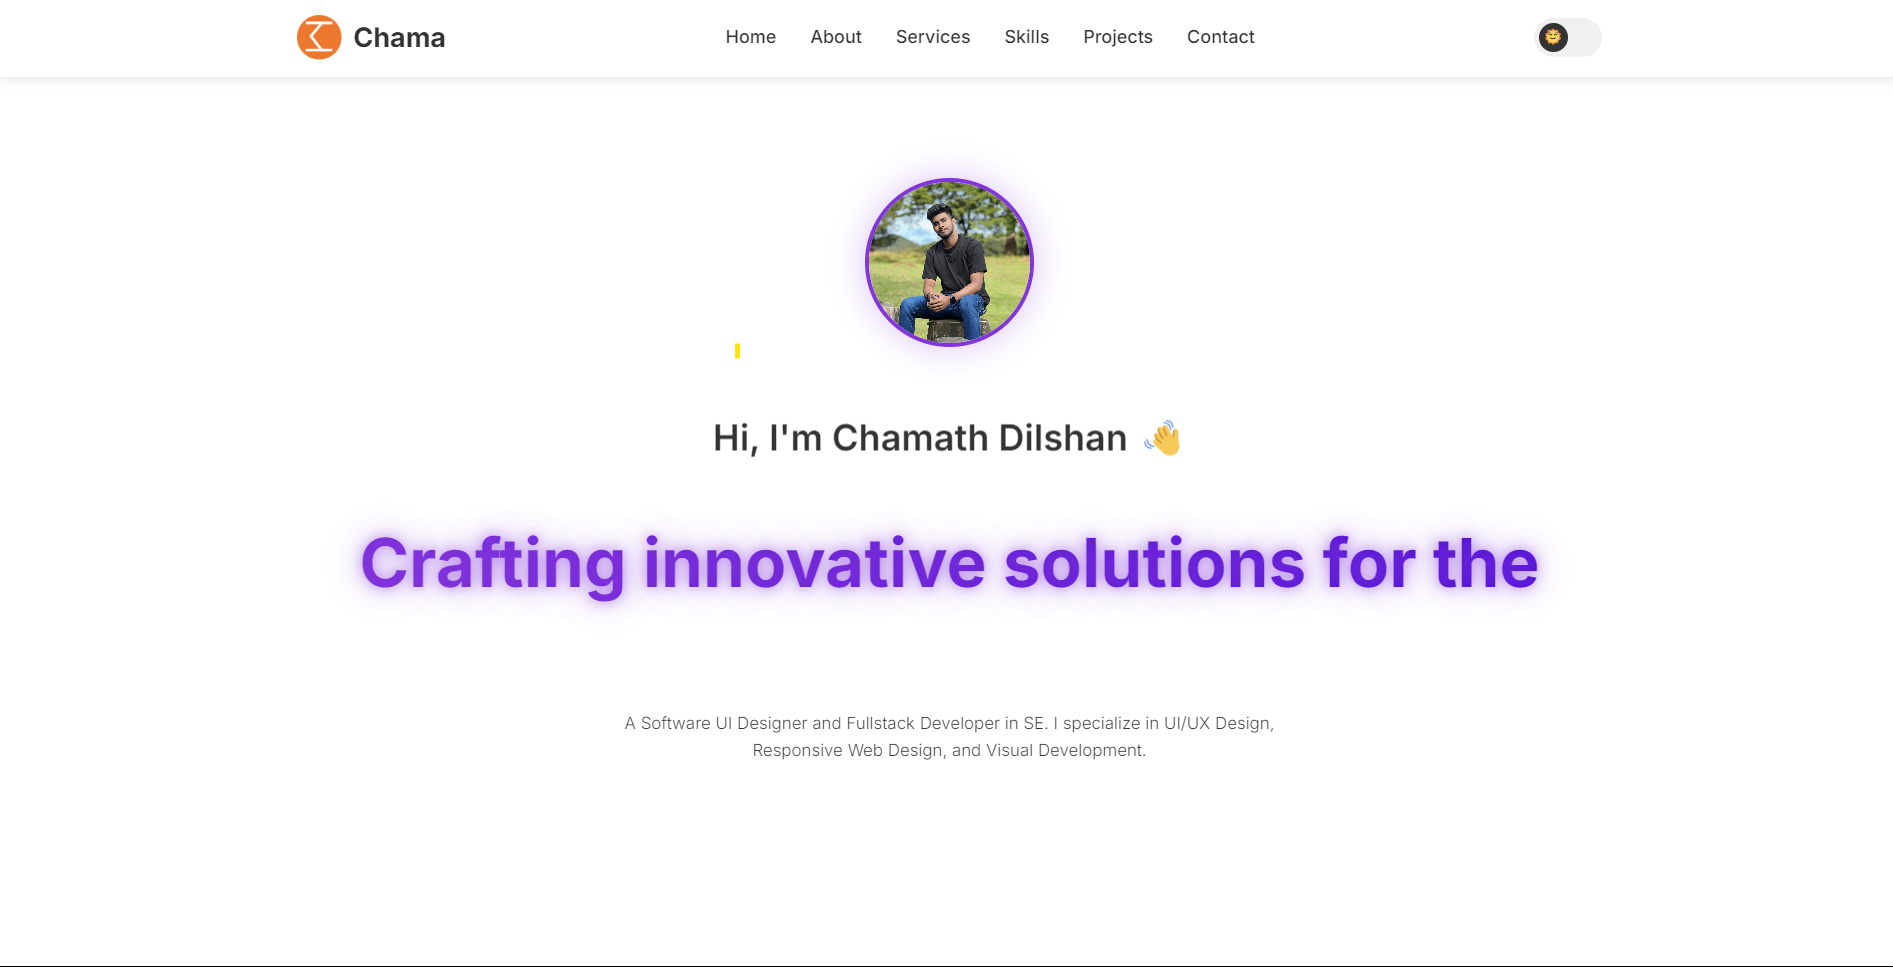 Chama
Home About Services Skills Projects Contact
Hi, I'm Chamath Dilshan 👋
Crafting innovative solutions for the
A Software UI Designer and Fullstack Developer in SE. I specialize in UI/UX Design,
Responsive Web Design, and Visual Development.